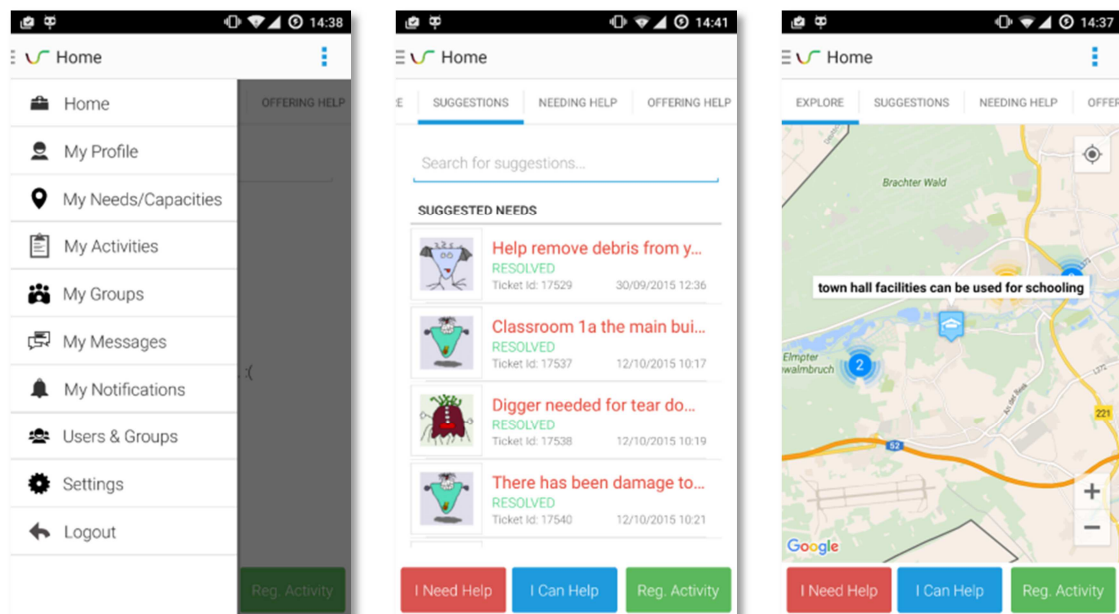 14:38
Home
OFFERING HELP
Home
My Profile
My Needs/Capacities
My Activities
My Groups
My Messages
My Notifications
:(
Users & Groups
Settings
Logout
Reg. Activity
14:41
Home
SUGGESTIONS NEEDING HELP OFFERING HELP
Search for suggestions...
SUGGESTED NEEDS
Help remove debris from y...
RESOLVED
Ticket Id: 17529 30/09/2015 12:36
Classroom 1a the main bui...
RESOLVED
Ticket Id: 17537 12/10/2015 10:17
Digger needed for tear do...
RESOLVED
Ticket Id: 17538 12/10/2015 10:19
There has been damage to...
RESOLVED
Ticket Id: 17540 12/10/2015 10:21
I Need Help I Can Help Reg. Activity
14:37
Home
EXPLORE SUGGESTIONS NEEDING HELP OFFER
Brachter Wald
town hall facilities can be used for schooling
Elmpter
walmbruch
2
221
52
+
−
Google
I Need Help I Can Help Reg. Activity